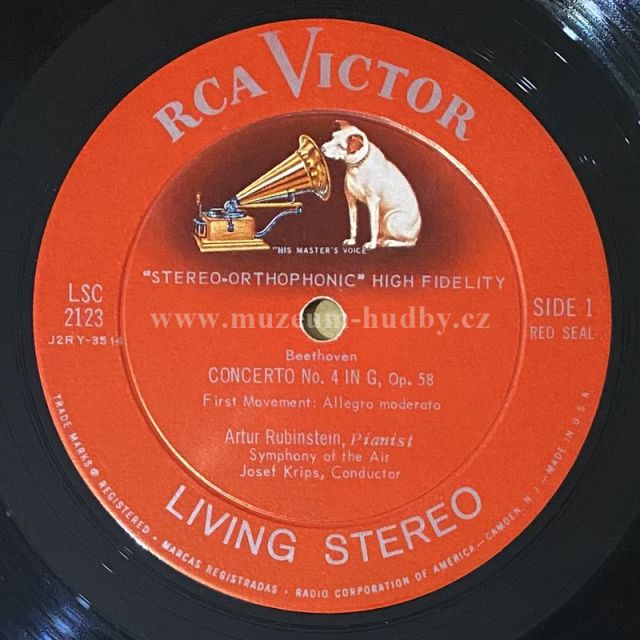 RCA VICTOR
"HIS MASTER'S VOICE"
"STEREO-ORTHOPHONIC" HIGH FIDELITY
LSC
2123
J2RY-3514
SIDE 1
RED SEAL
www.muzeum-hudby.cz
Beethoven
CONCERTO No. 4 IN G, Op. 58
First Movement: Allegro moderato
Artur Rubinstein, Pianist
Symphony of the Air
Josef Krips, Conductor
LIVING STEREO
TRADE MARKS ® REGISTERED • MARCAS REGISTRADAS • RADIO CORPORATION OF AMERICA—CAMDEN, N. J.—MADE IN U.S.A.